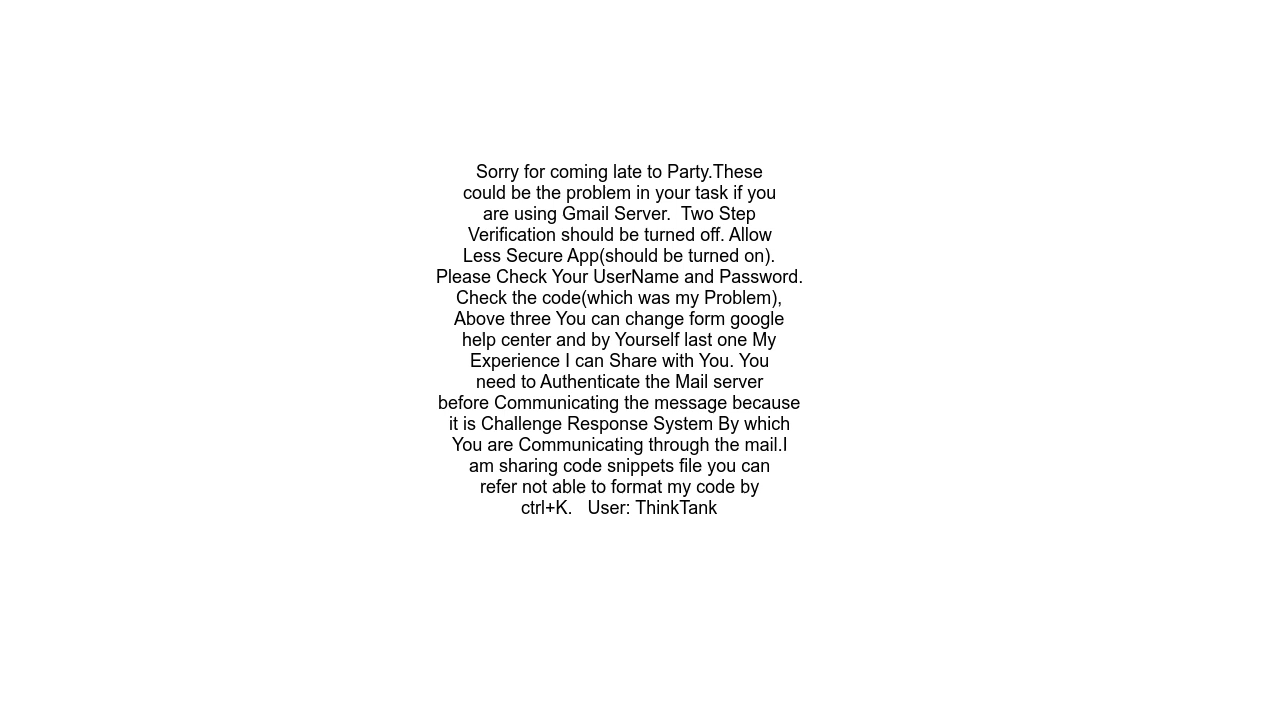 Sorry for coming late to Party.These
could be the problem in your task if you
are using Gmail Server.  Two Step
Verification should be turned off. Allow
Less Secure App(should be turned on).
Please Check Your UserName and Password.
Check the code(which was my Problem),
Above three You can change form google
help center and by Yourself last one My
Experience I can Share with You. You
need to Authenticate the Mail server
before Communicating the message because
it is Challenge Response System By which
You are Communicating through the mail.I
am sharing code snippets file you can
refer not able to format my code by
ctrl+K.   User: ThinkTank